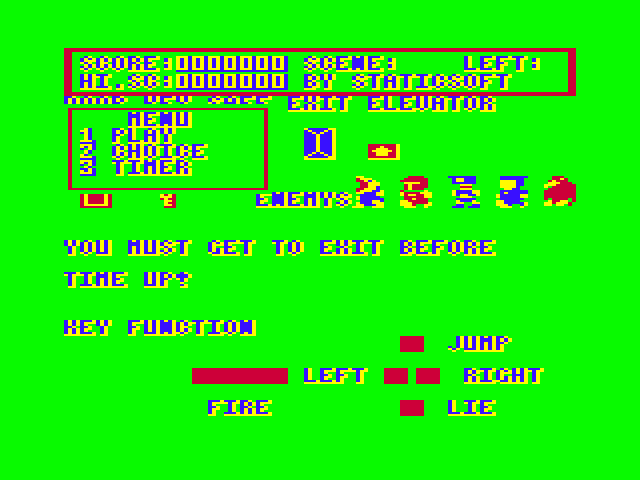 SCORE:0000000 SCENE: LEFT:
HI.SC:0000000 BY STATICSOFT
EXIT ELEVATOR
MENU
1 PLAY
2 CHOICE
3 TIMER
ENEMYS
YOU MUST GET TO EXIT BEFORE
TIME UP!
KEY FUNCTION
JUMP
LEFT RIGHT
FIRE LIE